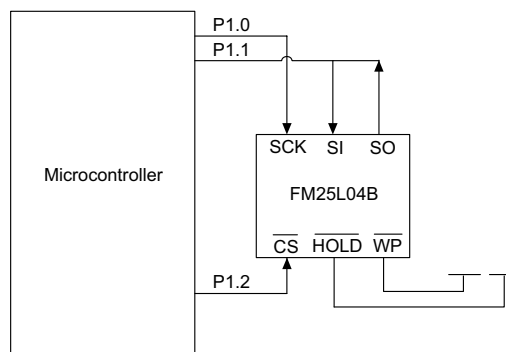 P1.0
P1.1
SCK SI SO
Microcontroller
FM25L04B
CS HOLD WP
P1.2